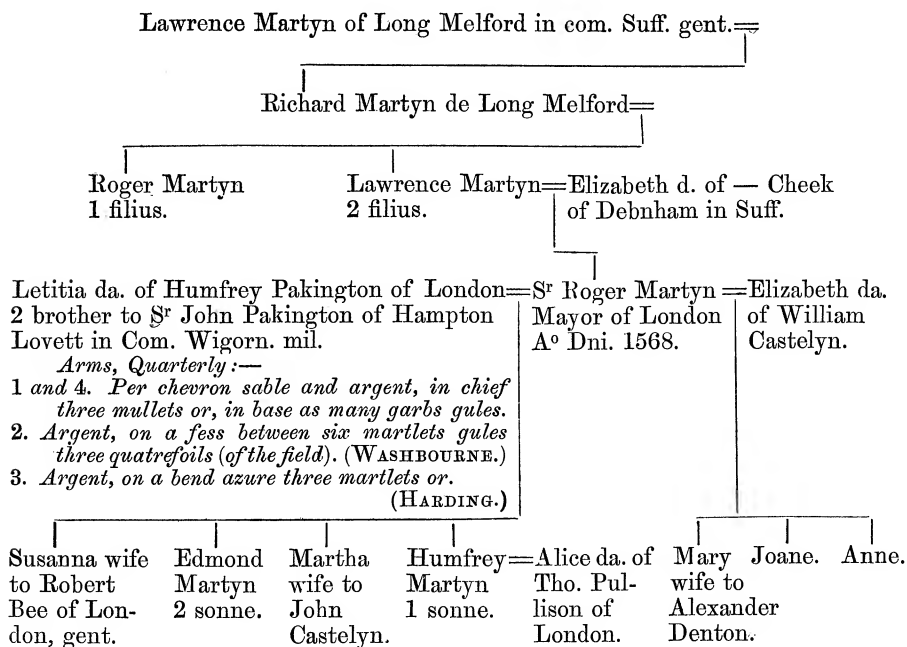 Lawrence Martyn of Long Melford in com. Suff. gent.=
Richard Martyn de Long Melford=
Roger Martyn
1 filius.
Lawrence Martyn=Elizabeth d. of — Cheek
2 filius.
of Debnham in Suff.
Letitia da. of Humfrey Pakington of London=Sr Roger Martyn=Elizabeth da.
2 brother to Sr John Pakington of Hampton
Lovett in Com. Wigorn. mil.
Arms, Quarterly:—
1 and 4. Per chevron sable and argent, in chief
three mullets or, in base as many garbs gules.
2. Argent, on a fess between six martlets gules
three quatrefoils (of the field). (WASHBOURNE.)
3. Argent, on a bend azure three martlets or.
(HARDING.)
Mayor of London
Ao Dni. 1568.
of William
Castelyn.
Susanna wife
to Robert
Bee of Lon-
don, gent.
Edmond
Martyn
2 sonne.
Martha
wife to
John
Castelyn.
Humfrey=Alice da. of
Martyn
1 sonne.
Tho. Pul-
lison of
London.
Mary
wife to
Alexander
Denton.
Joane.
Anne.